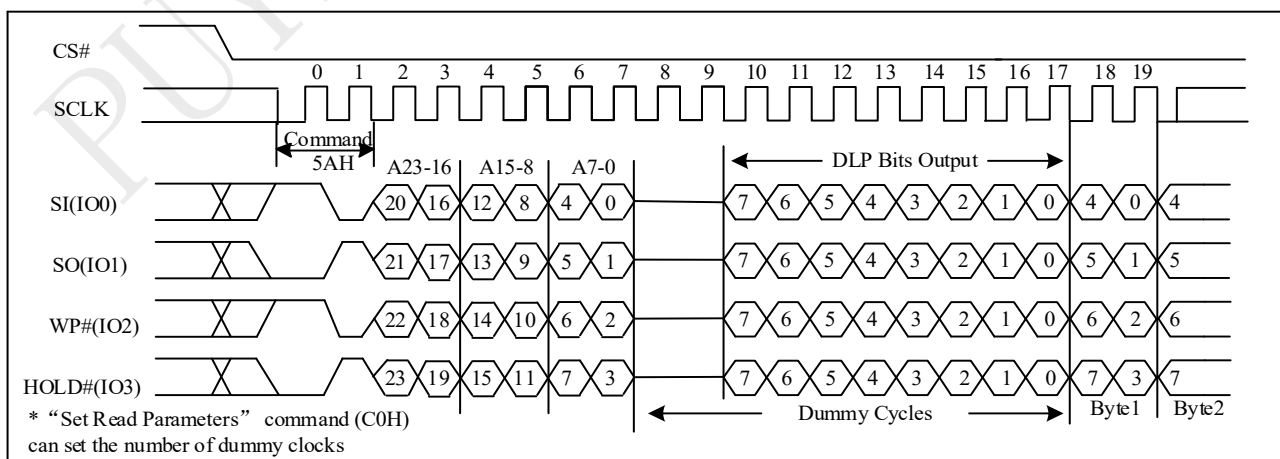 PUY
CS#
0 1 2 3 4 5 6 7 8 9 10 11 12 13 14 15 16 17 18 19
SCLK
Command
5AH
A23-16 A15-8 A7-0 DLP Bits Output
SI(IO0) 20 16 12 8 4 0 7 6 5 4 3 2 1 0 4 0 4
SO(IO1) 21 17 13 9 5 1 7 6 5 4 3 2 1 0 5 1 5
WP#(IO2) 22 18 14 10 6 2 7 6 5 4 3 2 1 0 6 2 6
HOLD#(IO3) 23 19 15 11 7 3 7 6 5 4 3 2 1 0 7 3 7
Dummy Cycles Byte1 Byte2
* “Set Read Parameters” command (C0H)
can set the number of dummy clocks